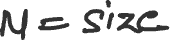 M = size